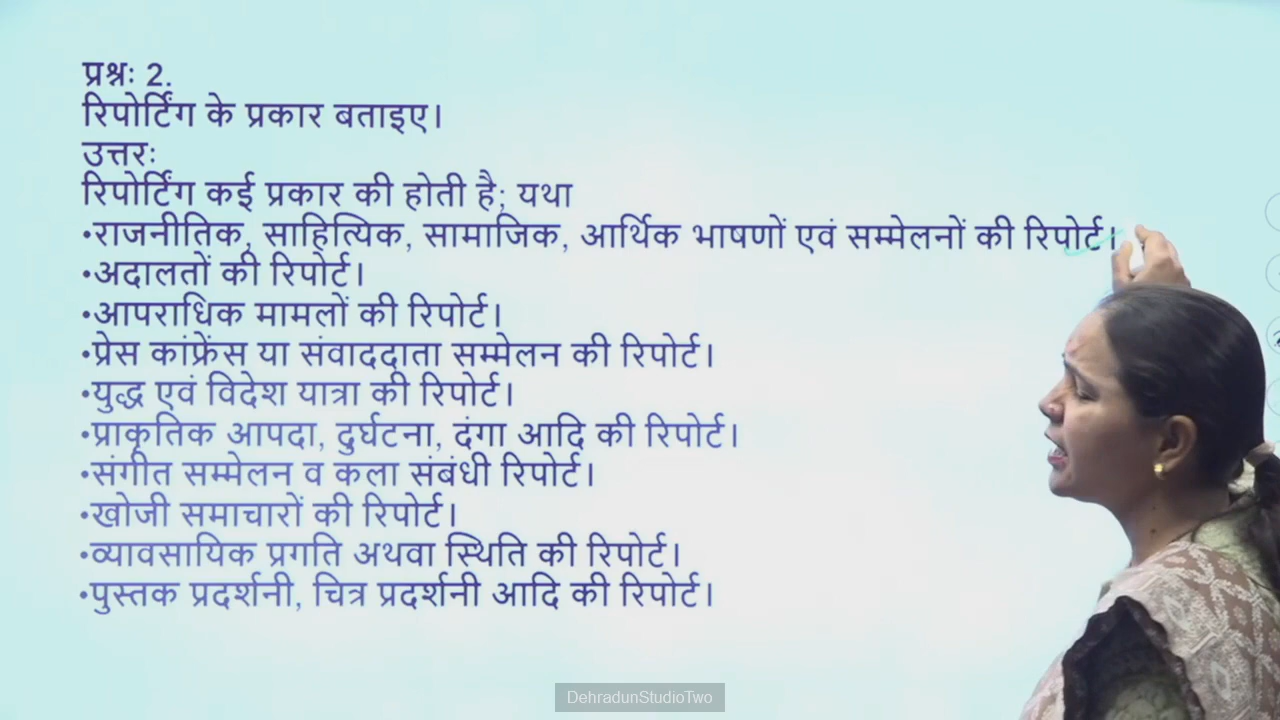 प्रश्नः 2.
रिपोर्टिंग के प्रकार बताइए।
उत्तरः
रिपोर्टिंग कई प्रकार की होती है; यथा
•राजनीतिक, साहित्यिक, सामाजिक, आर्थिक भाषणों एवं सम्मेलनों की रिपोर्ट।
•अदालतों की रिपोर्ट।
•आपराधिक मामलों की रिपोर्ट।
•प्रेस कांफ्रेंस या संवाददाता सम्मेलन की रिपोर्ट।
•युद्ध एवं विदेश यात्रा की रिपोर्ट।
•प्राकृतिक आपदा, दुर्घटना, दंगा आदि की रिपोर्ट।
•संगीत सम्मेलन व कला संबंधी रिपोर्ट।
•खोजी समाचारों की रिपोर्ट।
•व्यावसायिक प्रगति अथवा स्थिति की रिपोर्ट।
•पुस्तक प्रदर्शनी, चित्र प्रदर्शनी आदि की रिपोर्ट।
DehradunStudioTwo